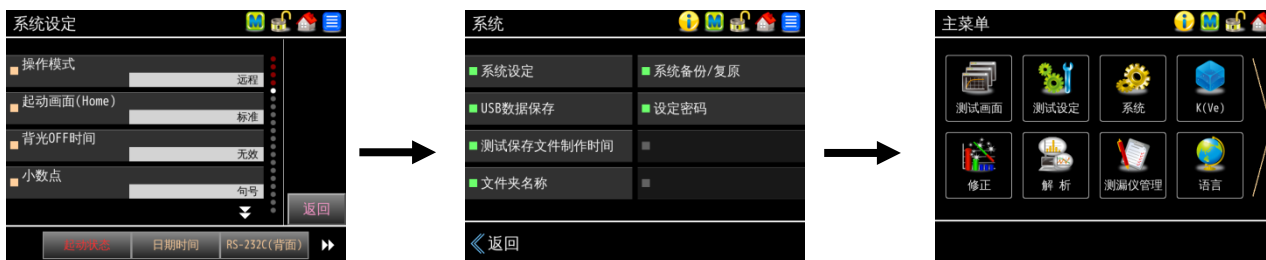 系统设定
操作模式
远程
起动画面(Home)
标准
背光OFF时间
无效
小数点
句号
返回
起动状态
日期时间
RS-232C(背面)
系统
系统设定
系统备份/复原
USB数据保存
设定密码
测试保存文件制作时间
文件夹名称
返回
主菜单
测试画面
测试设定
系统
K(Ve)
修正
解 析
测漏仪管理
语言